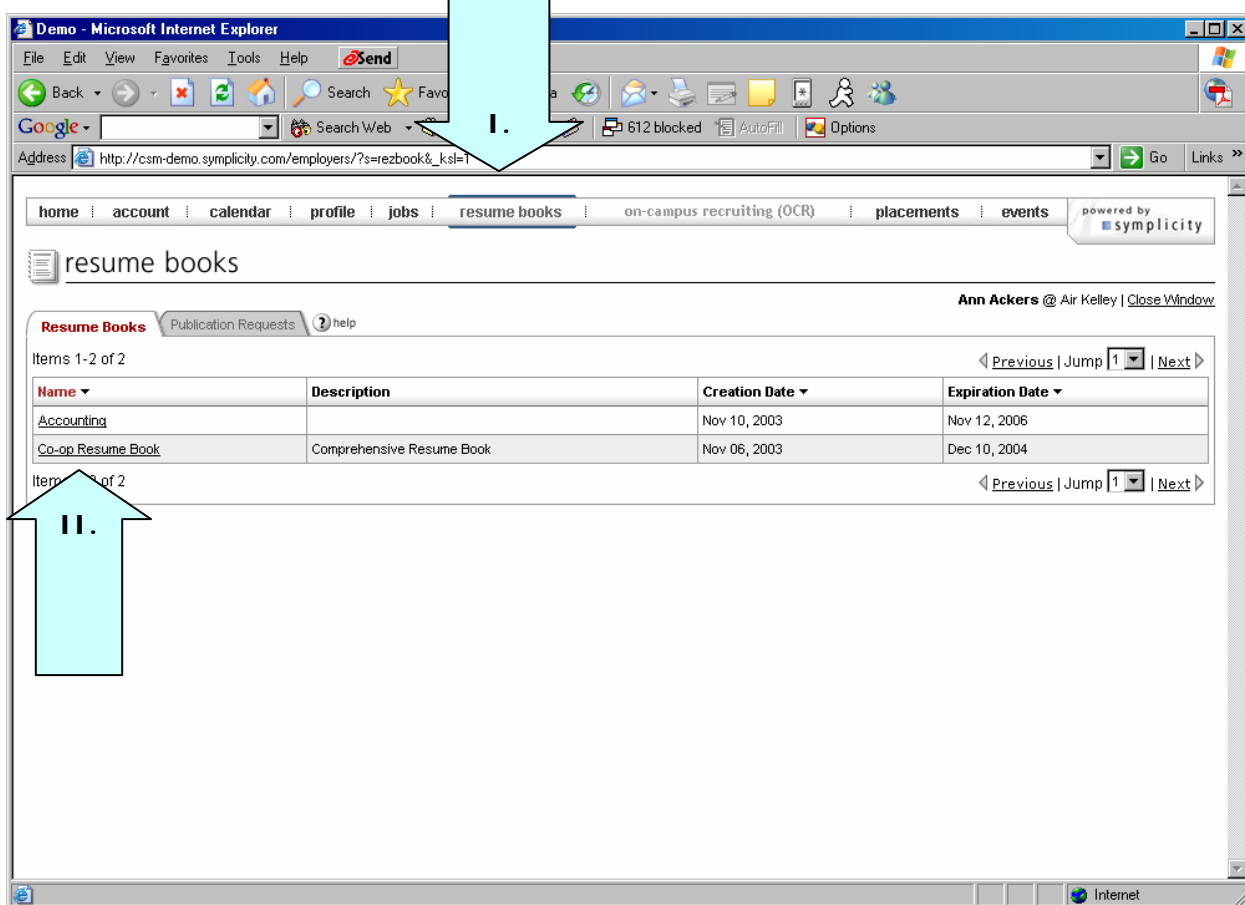 Demo - Microsoft Internet Explorer
File Edit View Favorites Tools Help Send
Back Search Favo a
Google Search Web I. 612 blocked AutoFill Options
Address http://csm-demo.symplicity.com/employers/?s=rezbook&_ksl=1 Go Links »
home account calendar profile jobs resume books on-campus recruiting (OCR) placements events powered by
symplicity
resume books
Ann Ackers @ Air Kelley | Close Window
Resume Books Publication Requests ? help
Items 1-2 of 2 Previous | Jump 1 | Next
Name Description Creation Date Expiration Date
Accounting Nov 10, 2003 Nov 12, 2006
Co-op Resume Book Comprehensive Resume Book Nov 06, 2003 Dec 10, 2004
of 2 Previous | Jump 1 | Next
II.
Internet